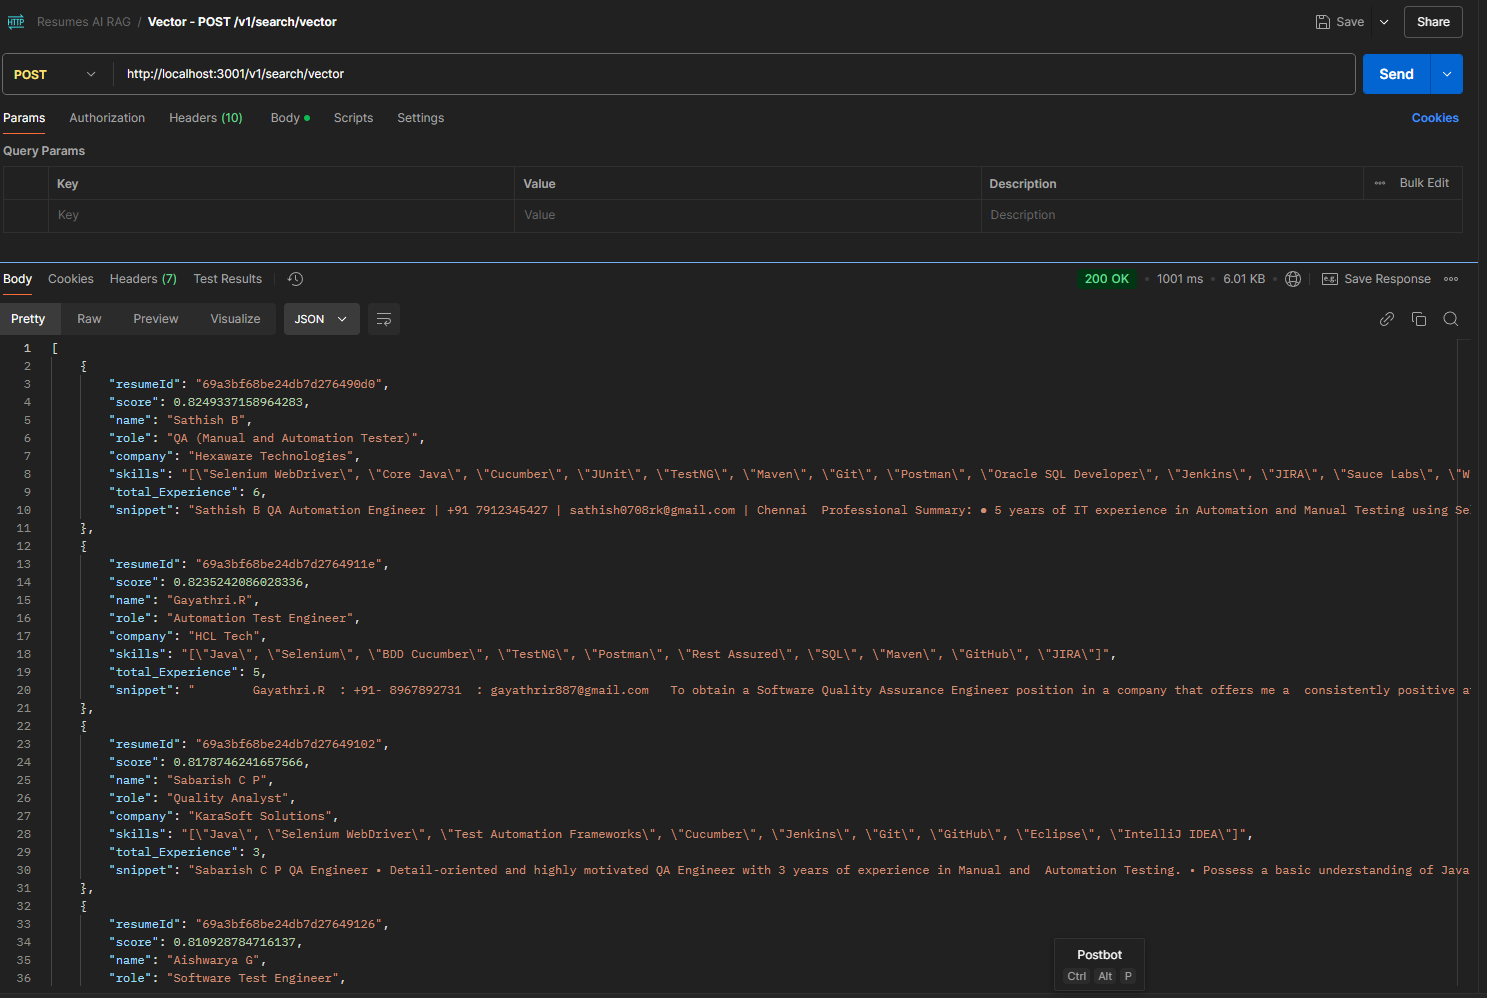 HTTP Resumes AI RAG / Vector - POST /v1/search/vector Save Share
POST http://localhost:3001/v1/search/vector Send
Params Authorization Headers (10) Body Scripts Settings Cookies
Query Params
Key Value Description Bulk Edit
Key Value Description
Body Cookies Headers (7) Test Results 200 OK 1001 ms 6.01 KB e.g. Save Response
Pretty Raw Preview Visualize JSON
1 [
2 {
3 "resumeId": "69a3bf68be24db7d276490d0",
4 "score": 0.8249337158964283,
5 "name": "Sathish B",
6 "role": "QA (Manual and Automation Tester)",
7 "company": "Hexaware Technologies",
8 "skills": "[\"Selenium WebDriver\", \"Core Java\", \"Cucumber\", \"JUnit\", \"TestNG\", \"Maven\", \"Git\", \"Postman\", \"Oracle SQL Developer\", \"Jenkins\", \"JIRA\", \"Sauce Labs\", \"W
9 "total_Experience": 6,
10 "snippet": "Sathish B QA Automation Engineer | +91 7912345427 | sathish0708rk@gmail.com | Chennai  Professional Summary: ● 5 years of IT experience in Automation and Manual Testing using Se
11 },
12 {
13 "resumeId": "69a3bf68be24db7d2764911e",
14 "score": 0.8235242086028336,
15 "name": "Gayathri.R",
16 "role": "Automation Test Engineer",
17 "company": "HCL Tech",
18 "skills": "[\"Java\", \"Selenium\", \"BDD Cucumber\", \"TestNG\", \"Postman\", \"Rest Assured\", \"SQL\", \"Maven\", \"GitHub\", \"JIRA\"]",
19 "total_Experience": 5,
20 "snippet": "        Gayathri.R  : +91- 8967892731  : gayathrir887@gmail.com   To obtain a Software Quality Assurance Engineer position in a company that offers me a  consistently positive a
21 },
22 {
23 "resumeId": "69a3bf68be24db7d27649102",
24 "score": 0.8178746241657566,
25 "name": "Sabarish C P",
26 "role": "Quality Analyst",
27 "company": "KaraSoft Solutions",
28 "skills": "[\"Java\", \"Selenium WebDriver\", \"Test Automation Frameworks\", \"Cucumber\", \"Jenkins\", \"Git\", \"GitHub\", \"Eclipse\", \"IntelliJ IDEA\"]",
29 "total_Experience": 3,
30 "snippet": "Sabarish C P QA Engineer • Detail-oriented and highly motivated QA Engineer with 3 years of experience in Manual and  Automation Testing. • Possess a basic understanding of Java
31 },
32 {
33 "resumeId": "69a3bf68be24db7d27649126",
34 "score": 0.810928784716137,
35 "name": "Aishwarya G",
36 "role": "Software Test Engineer",
Postbot
Ctrl Alt P